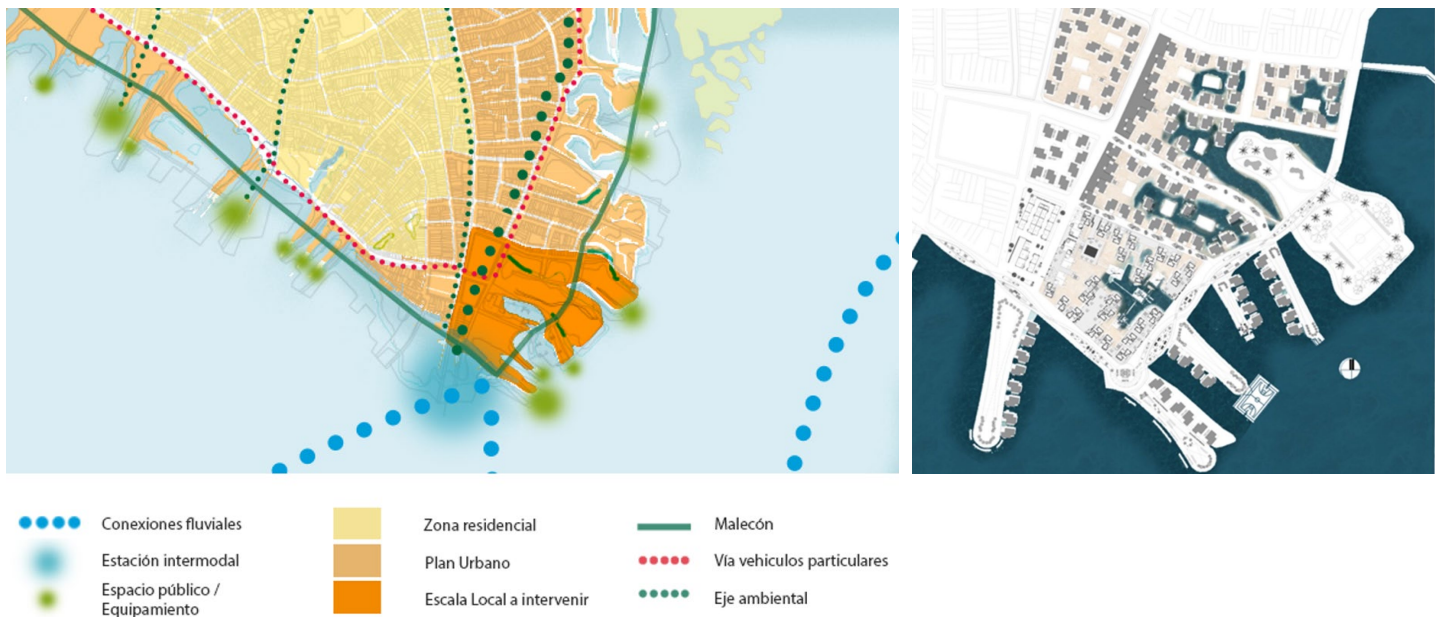 Conexiones fluviales
Estación intermodal
Espacio público /
Equipamiento
Zona residencial
Plan Urbano
Escala Local a intervenir
Malecón
Vía vehiculos particulares
Eje ambiental